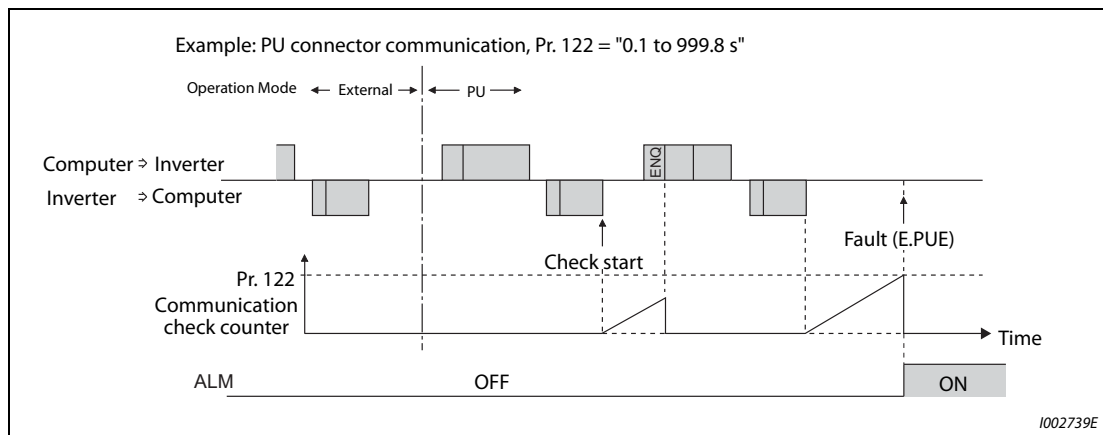 Example: PU connector communication, Pr. 122 = "0.1 to 999.8 s"
Operation Mode External PU
ENQ
Computer ⇒ Inverter
Inverter ⇒ Computer
Fault (E.PUE)
Check start
Pr. 122
Communication
check counter
Time
ALM OFF ON
I002739E